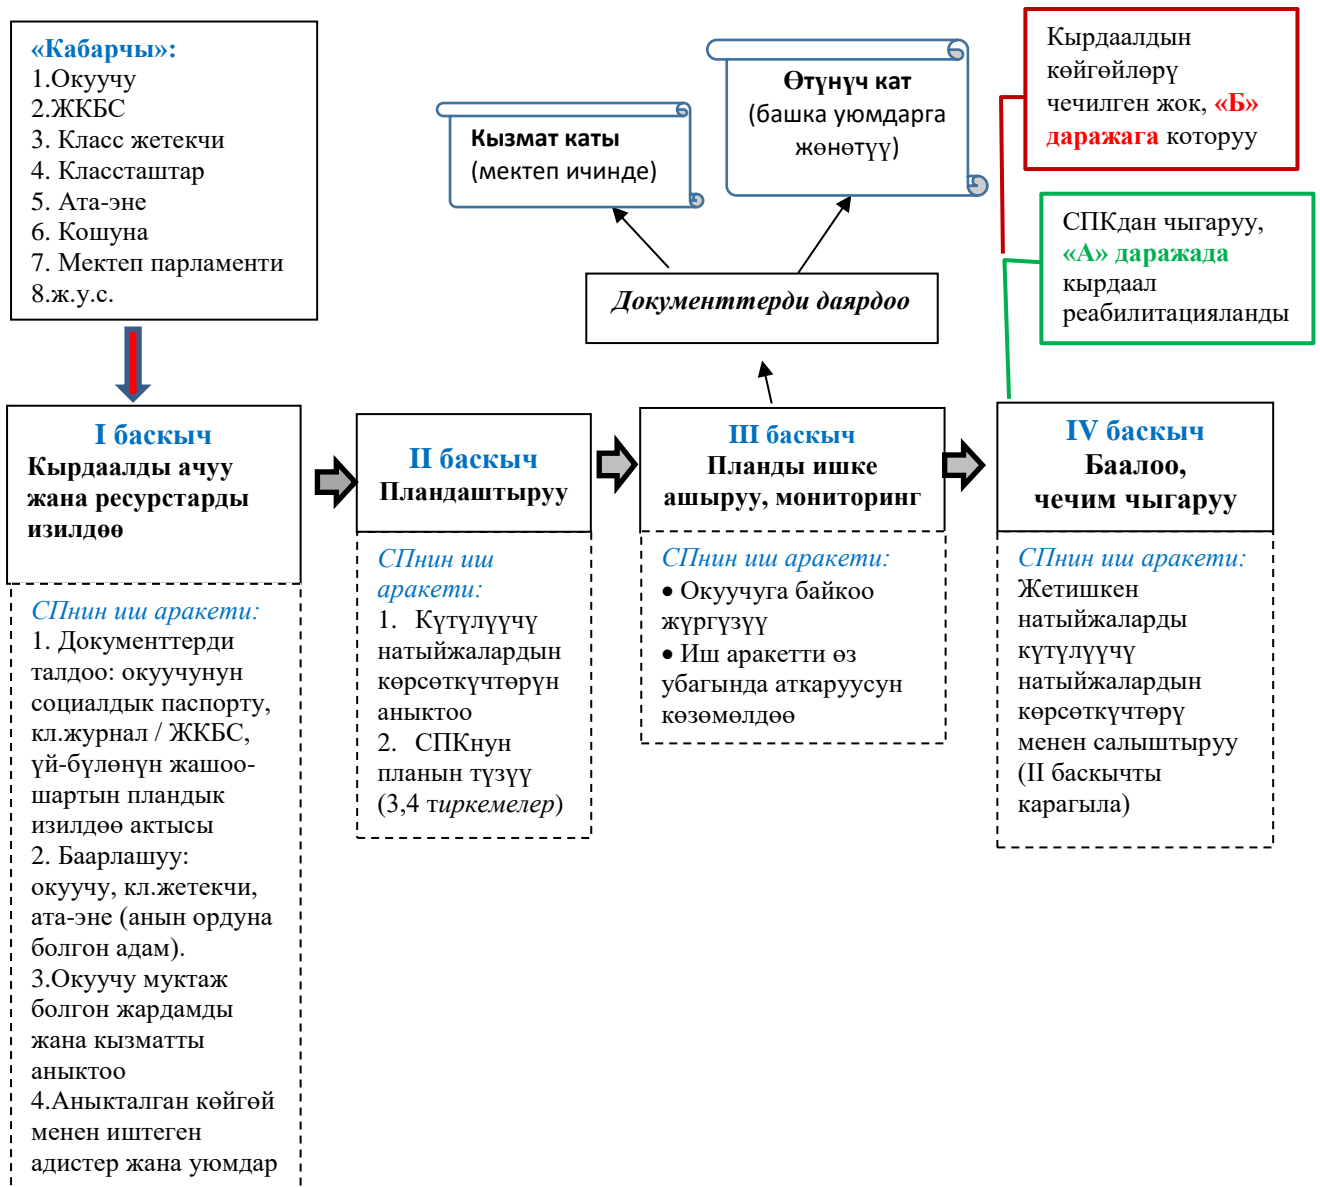 «Кабарчы»:
1.Окуучу
2.ЖКБС
3. Класс жетекчи
4. Классташтар
5. Ата-эне
6. Кошуна
7. Мектеп парламенти
8.ж.у.с.
Кызмат каты
(мектеп ичинде)
Өтүнүч кат
(башка уюмдарга
жөнөтүү)
Кырдаалдын
көйгөйлөрү
чечилген жок, «Б»
даражага которуу
СПКдан чыгаруу,
«А» даражада
кырдаал
реабилитацияланды
Документтерди даярдоо
I баскыч
Кырдаалды ачуу
жана ресурстарды
изилдөө
СПнин иш аракети:
1. Документтерди
талдоо: окуучунун
социалдык паспорту,
кл.журнал / ЖКБС,
үй-бүлөнүн жашоо-
шартын пландык
изилдөө актысы
2. Баарлашуу:
окуучу, кл.жетекчи,
ата-эне (анын ордуна
болгон адам).
3.Окуучу муктаж
болгон жардамды
жана кызматты
аныктоо
4.Аныкталган көйгөй
менен иштеген
адистер жана уюмдар
II баскыч
Пландаштыруу
СПнин иш
аракети:
1. Күтүлүүчү
натыйжалардын
көрсөткүчтөрүн
аныктоо
2. СПКнун
планын түзүү
(3,4 тиркемелер)
III баскыч
Планды ишке
ашыруу, мониторинг
СПнин иш аракети:
• Окуучуга байкоо
жүргүзүү
• Иш аракетти өз
убагында аткаруусун
көзөмөлдөө
IV баскыч
Баалоо,
чечим чыгаруу
СПнин иш аракети:
Жетишкен
натыйжаларды
күтүлүүчү
натыйжалардын
көрсөткүчтөрү
менен салыштыруу
(II баскычты
карагыла)